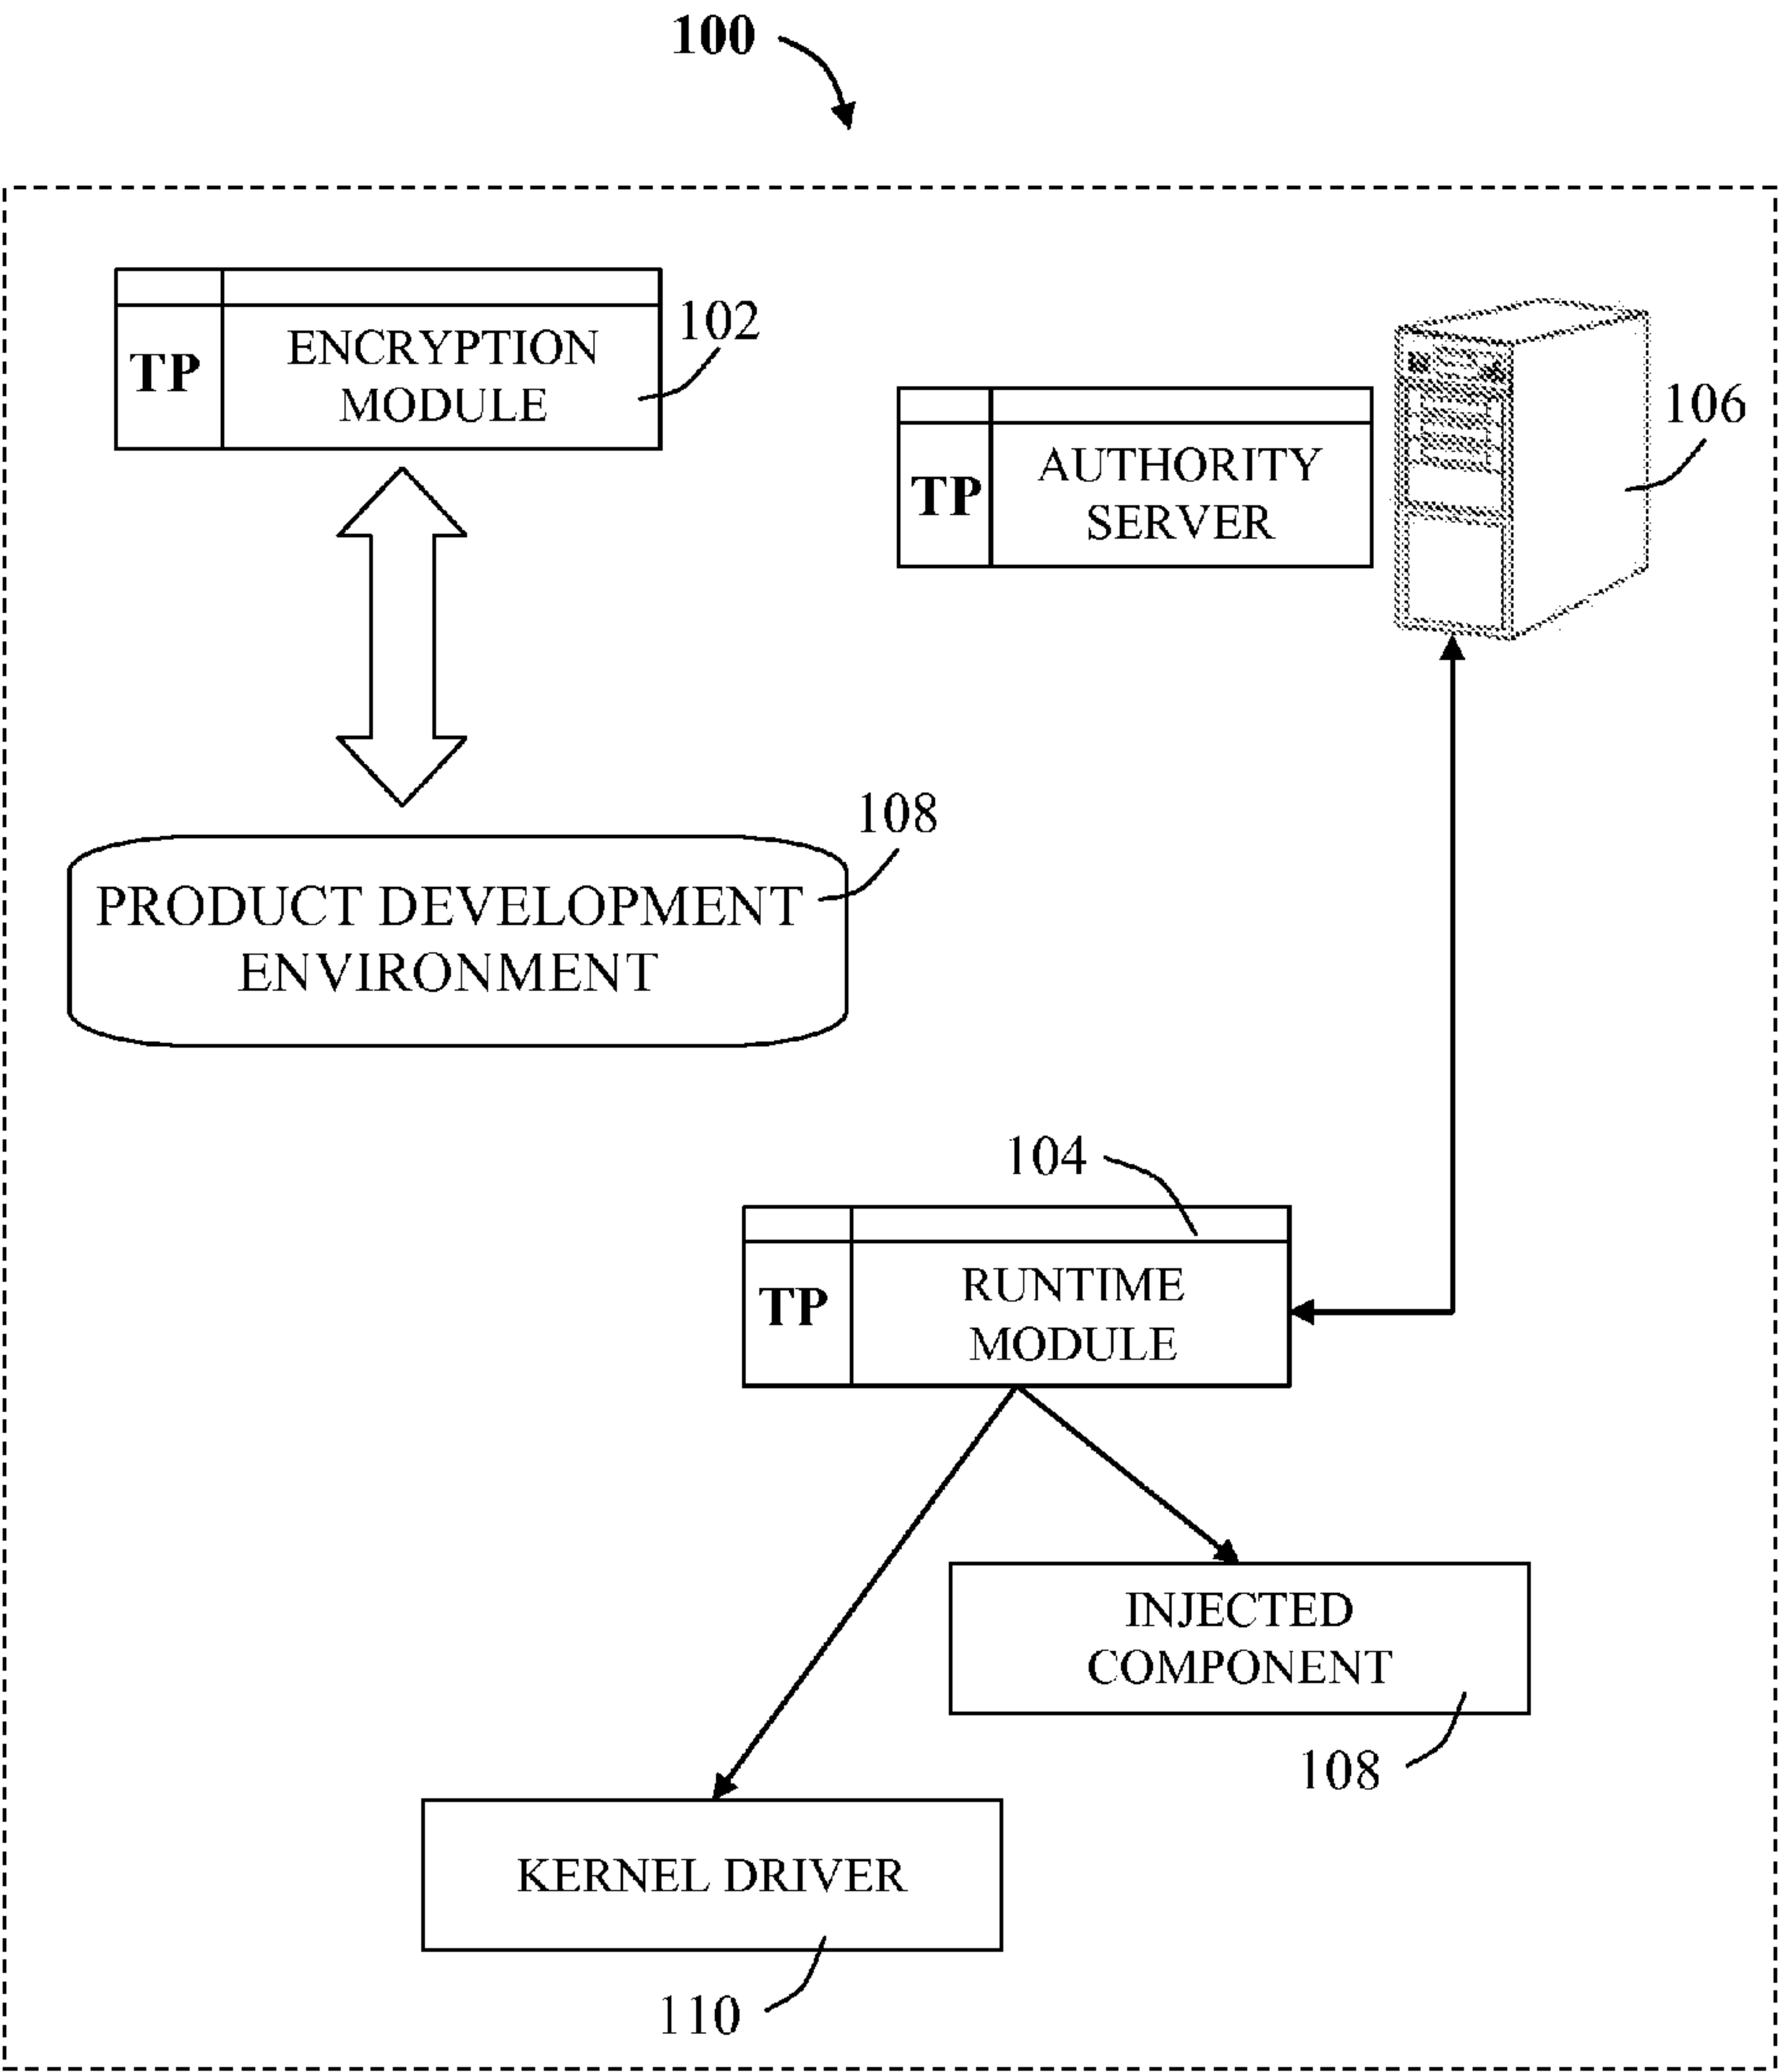 100
ENCRYPTION
MODULE
TP
102
AUTHORITY
SERVER
TP
106
108
PRODUCT DEVELOPMENT
ENVIRONMENT
104
RUNTIME
MODULE
TP
INJECTED
COMPONENT
108
KERNEL DRIVER
110